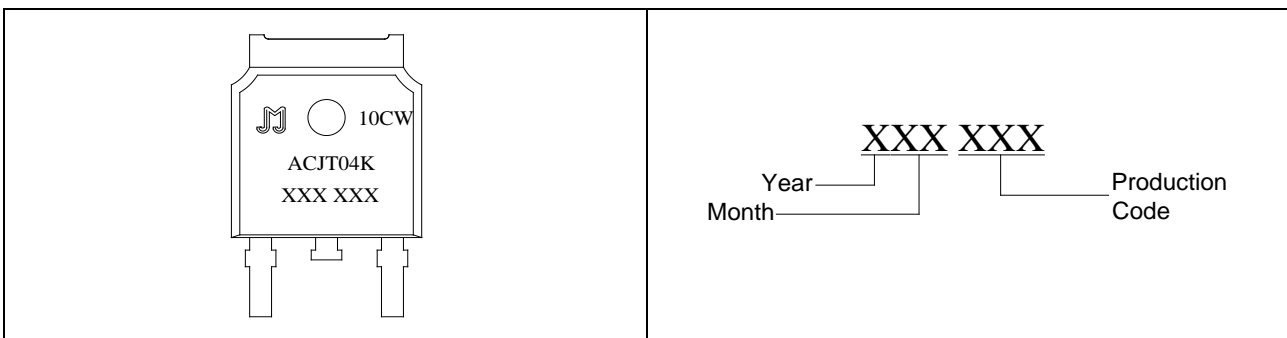 10CW
ACJT04K
XXX XXX
XXX XXX
Year
Month
Production
Code